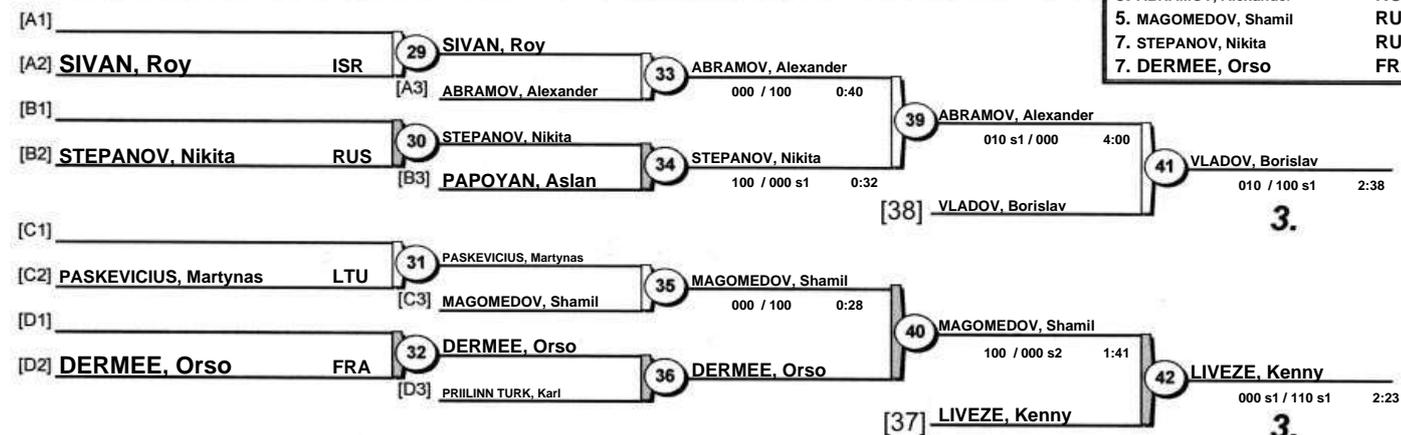 5. MAGOMEDOV, Shamil RU
7. STEPANOV, Nikita RU
7. DERMEE, Orso FRA
[A1]
[A2] SIVAN, Roy ISR
29
SIVAN, Roy
[A3] ABRAMOV, Alexander
33
ABRAMOV, Alexander
000 / 100 0:40
[B1]
[B2] STEPANOV, Nikita RUS
30
STEPANOV, Nikita
[B3] PAPOYAN, Aslan
34
STEPANOV, Nikita
100 / 000 s1 0:32
39
ABRAMOV, Alexander
010 s1 / 000 4:00
[38] VLADOV, Borislav
41
VLADOV, Borislav
010 / 100 s1 2:38
3.
[C1]
[C2] PASKEVICIUS, Martynas LTU
31
PASKEVICIUS, Martynas
[C3] MAGOMEDOV, Shamil
35
MAGOMEDOV, Shamil
000 / 100 0:28
[D1]
[D2] DERMEE, Orso FRA
32
DERMEE, Orso
[D3] PRIILINN TURK, Karl
36
DERMEE, Orso
40
MAGOMEDOV, Shamil
100 / 000 s2 1:41
[37] LIVEZE, Kenny
42
LIVEZE, Kenny
000 s1 / 110 s1 2:23
3.